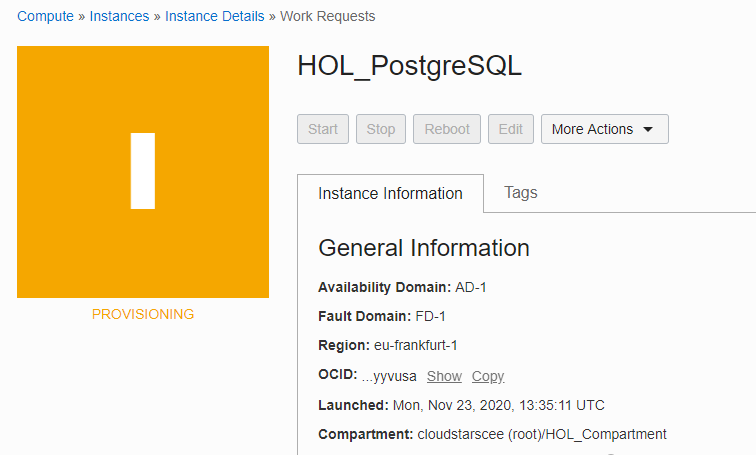 Compute » Instances » Instance Details » Work Requests
I
HOL_PostgreSQL
Start Stop Reboot Edit More Actions
PROVISIONING
Instance Information Tags
General Information
Availability Domain: AD-1
Fault Domain: FD-1
Region: eu-frankfurt-1
OCID: ...yyvusa Show Copy
Launched: Mon, Nov 23, 2020, 13:35:11 UTC
Compartment: cloudstarscee (root)/HOL_Compartment